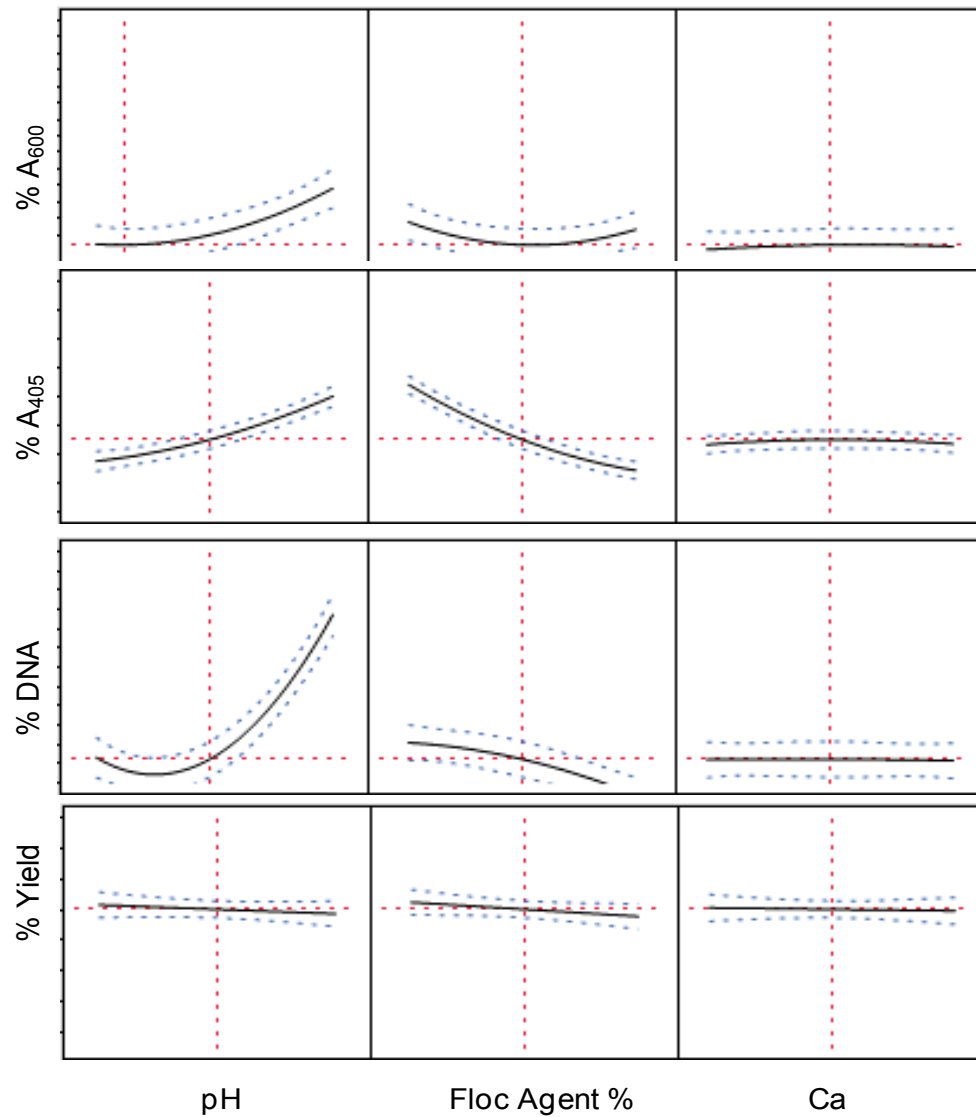 % A₆₀₀
% A₄₀₅
% DNA
% Yield
pH Floc Agent % Ca